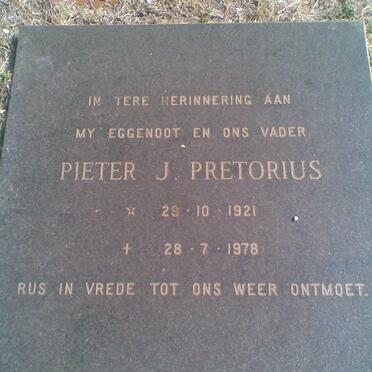 IN TERE HERINNERING AAN
MY EGGENOOT EN ONS VADER
PIETER J. PRETORIUS
☆ 29·10·1921
† 28·7·1978
RUS IN VREDE TOT ONS WEER ONTMOET.